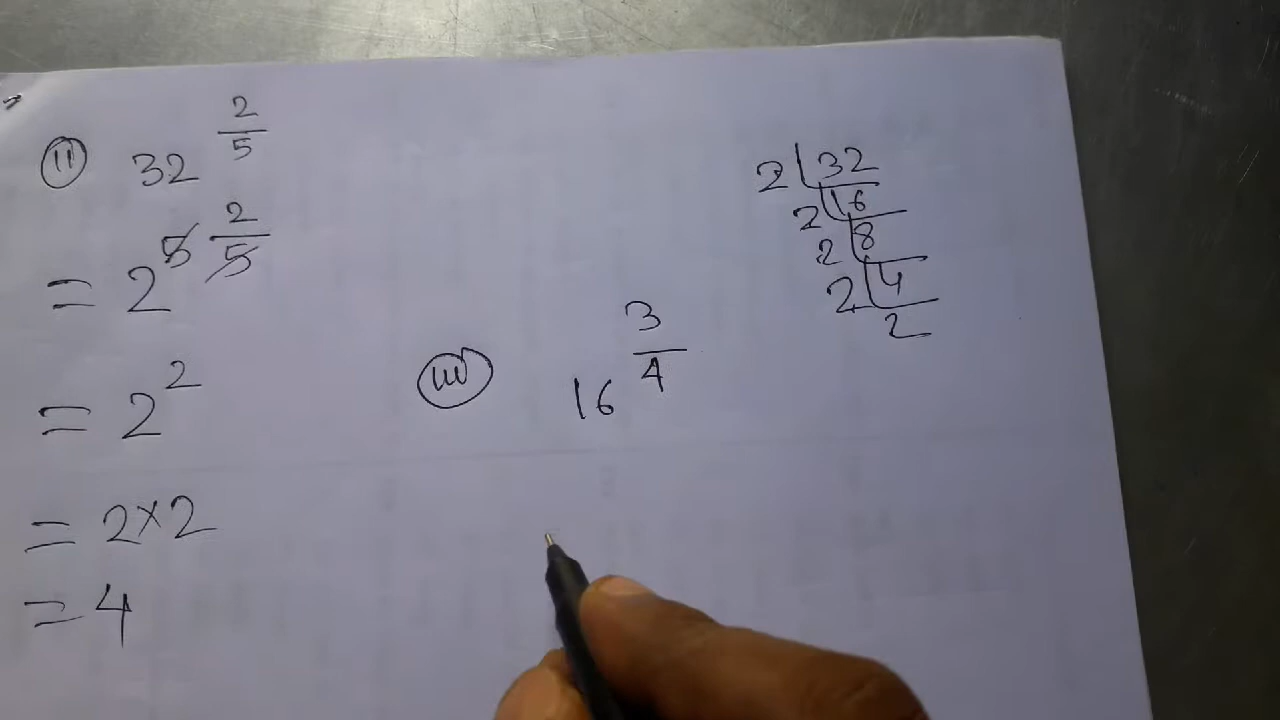 (ii) 32^(2/5)
= 2^(5 · 2/5)
= 2^2
= 2×2
= 4
(iii) 16^(3/4)
2 | 32
2 | 16
2 | 8
2 | 4
2